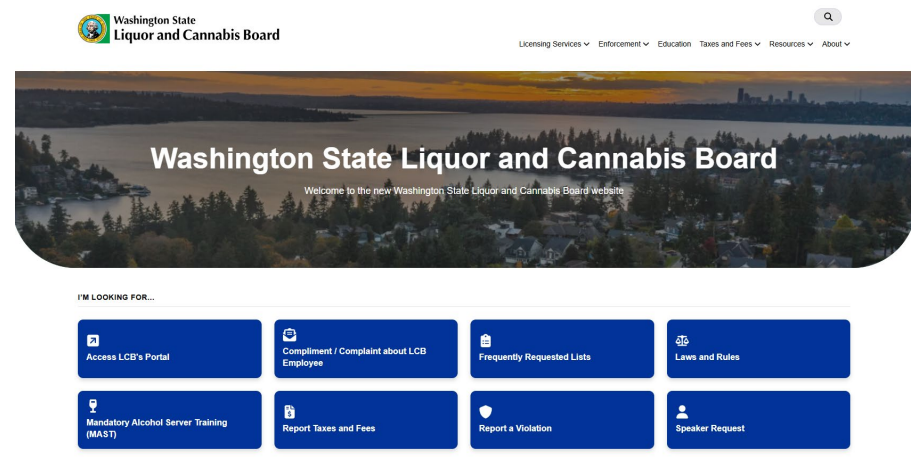 Washington State
Liquor and Cannabis Board
Licensing Services
Enforcement
Education
Taxes and Fees
Resources
About
Washington State Liquor and Cannabis Board
Welcome to the new Washington State Liquor and Cannabis Board website
I'M LOOKING FOR...
Access LCB's Portal
Compliment / Complaint about LCB
Employee
Frequently Requested Lists
Laws and Rules
Mandatory Alcohol Server Training
(MAST)
Report Taxes and Fees
Report a Violation
Speaker Request